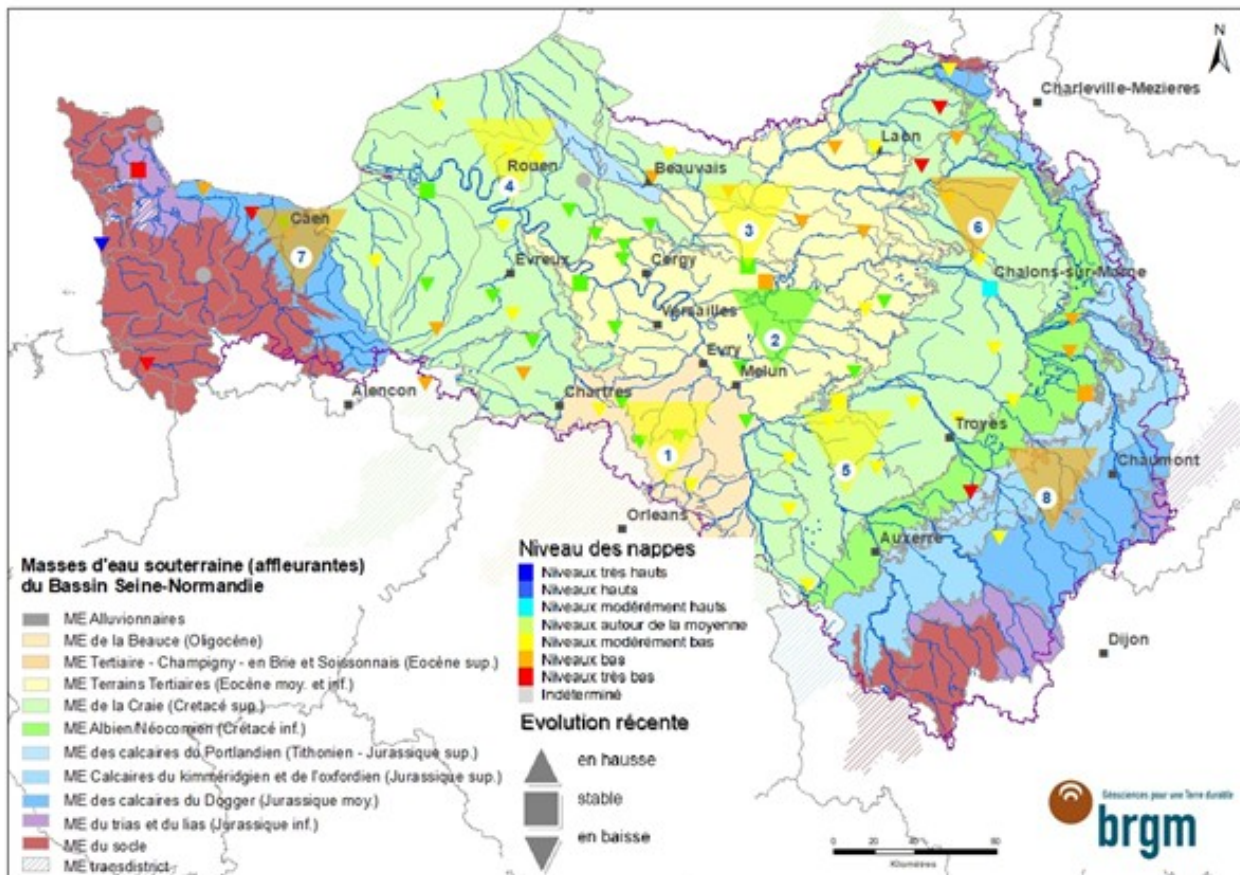 N
Charleville-Mezieres
Laon
Rouen
Beauvais
4
3
6
Caen
7
Evreux
Cergy
Chalons-sur-Marne
Versailles
2
Evry
Melun
Alencon
Chartres
Troyes
1
5
Chaumont
8
Orleans
Auxerre
Dijon
Masses d'eau souterraine (affleurantes)
du Bassin Seine-Normandie
ME Alluvionnaires
ME de la Beauce (Oligocène)
ME Tertiaire - Champigny - en Brie et Soissonnais (Eocène sup.)
ME Terrains Tertiaires (Eocène moy. et inf.)
ME de la Craie (Cretacé sup.)
ME Albien/Néocomien (Crétacé inf.)
ME des calcaires du Portlandien (Tithonien - Jurassique sup.)
ME Calcaires du kimméridgien et de l'oxfordien (Jurassique sup.)
ME des calcaires du Dogger (Jurassique moy.)
ME du trias et du lias (Jurassique inf.)
ME du socle
ME transdistrict
Niveau des nappes
Niveaux très hauts
Niveaux hauts
Niveaux modérément hauts
Niveaux autour de la moyenne
Niveaux modérément bas
Niveaux bas
Niveaux très bas
Indéterminé
Evolution récente
en hausse
stable
en baisse
Géosciences pour une Terre durable
brgm
0 20 40 80
Kilomètres